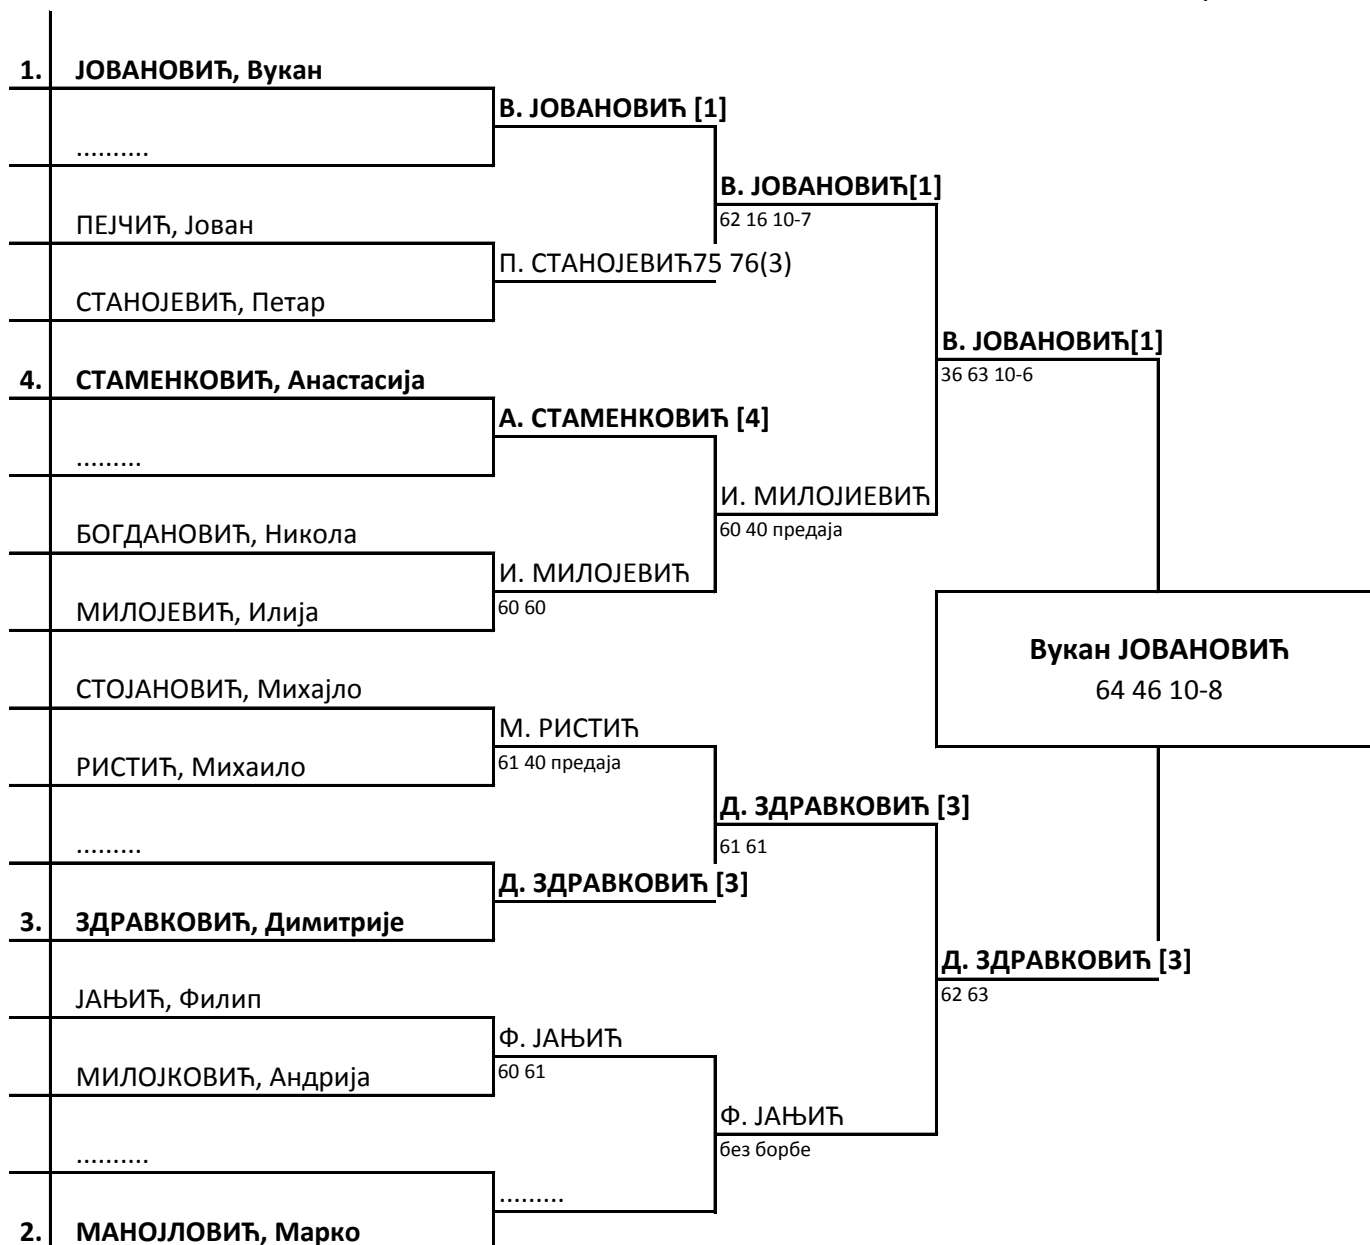 1. ЈОВАНОВИЋ, Вукан
В. ЈОВАНОВИЋ [1]
..........
В. ЈОВАНОВИЋ[1]
62 16 10-7
ПЕЈЧИЋ, Јован
П. СТАНОЈЕВИЋ75 76(3)
СТАНОЈЕВИЋ, Петар
В. ЈОВАНОВИЋ[1]
36 63 10-6
4. СТАМЕНКОВИЋ, Анастасија
А. СТАМЕНКОВИЋ [4]
.........
И. МИЛОЈИЕВИЋ
60 40 предаја
БОГДАНОВИЋ, Никола
И. МИЛОЈЕВИЋ
60 60
МИЛОЈЕВИЋ, Илија
Вукан ЈОВАНОВИЋ
64 46 10-8
СТОЈАНОВИЋ, Михајло
М. РИСТИЋ
61 40 предаја
РИСТИЋ, Михаило
Д. ЗДРАВКОВИЋ [3]
61 61
.........
Д. ЗДРАВКОВИЋ [3]
3. ЗДРАВКОВИЋ, Димитрије
Д. ЗДРАВКОВИЋ [3]
62 63
ЈАЊИЋ, Филип
Ф. ЈАЊИЋ
60 61
МИЛОЈКОВИЋ, Андрија
Ф. ЈАЊИЋ
без борбе
..........
.........
2. МАНОЈЛОВИЋ, Марко